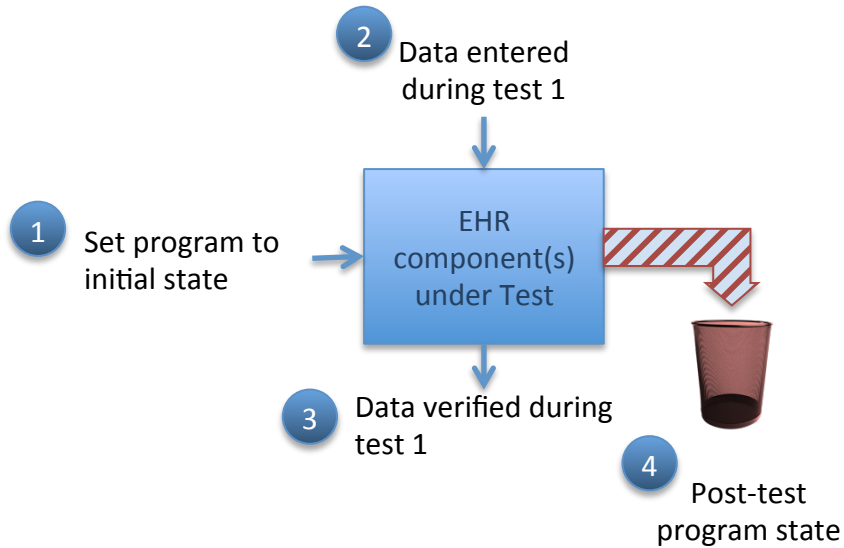 2
Data entered
during test 1
1
Set program to
initial state
EHR
component(s)
under Test
3
Data verified during
test 1
4
Post-test
program state